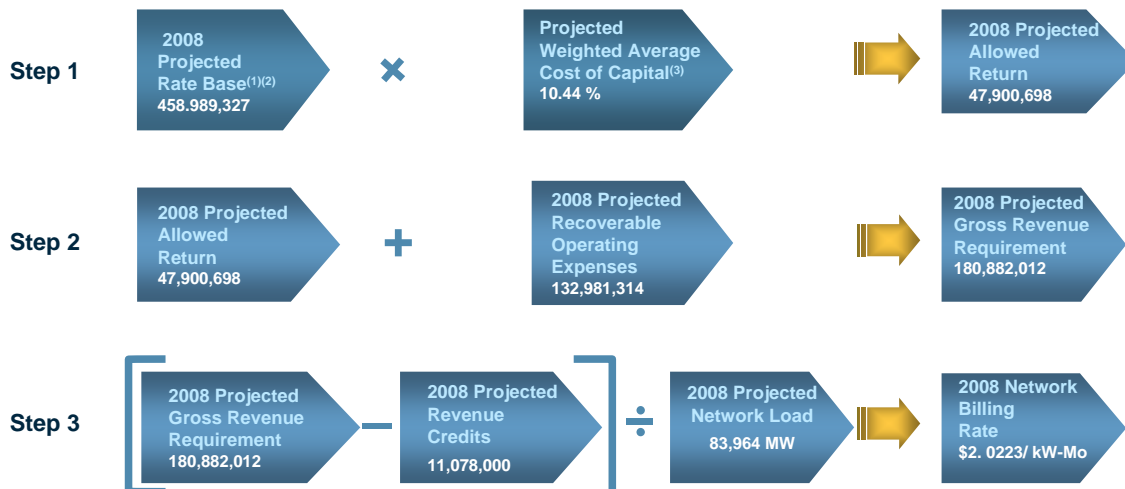 Step 1
2008
Projected
Rate Base(1)(2)
458.989,327
×
Projected
Weighted Average
Cost of Capital(3)
10.44 %
2008 Projected
Allowed
Return
47,900,698
Step 2
2008 Projected
Allowed
Return
47,900,698
+
2008 Projected
Recoverable
Operating
Expenses
132,981,314
2008 Projected
Gross Revenue
Requirement
180,882,012
Step 3
[
2008 Projected
Gross Revenue
Requirement
180,882,012
−
2008 Projected
Revenue
Credits
11,078,000
]
÷
2008 Projected
Network Load
83,964 MW
2008 Network
Billing
Rate
$2. 0223/ kW-Mo